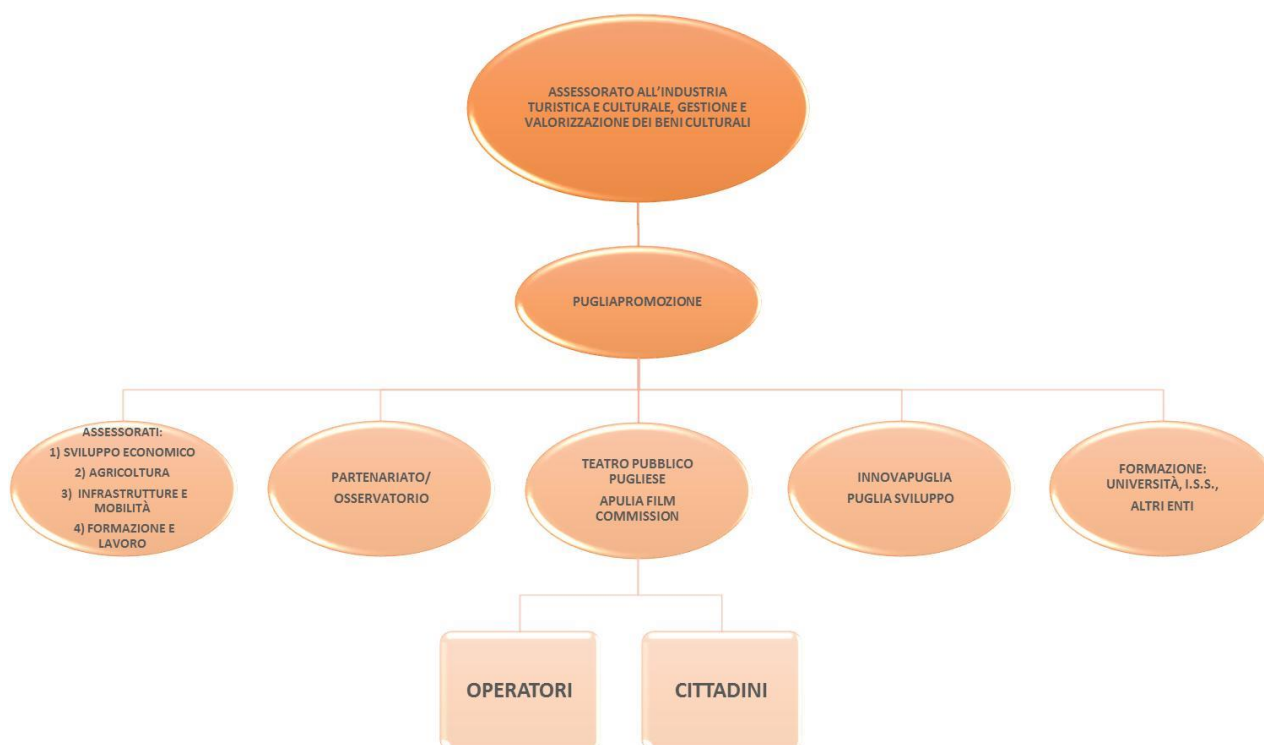 ASSESSORATO ALL'INDUSTRIA
TURISTICA E CULTURALE, GESTIONE E
VALORIZZAZIONE DEI BENI CULTURALI
PUGLIAPROMOZIONE
ASSESSORATI:
1) SVILUPPO ECONOMICO
2) AGRICOLTURA
3) INFRASTRUTTURE E
MOBILITÀ
4) FORMAZIONE E
LAVORO
PARTENARIATO/
OSSERVATORIO
TEATRO PUBBLICO
PUGLIESE
APULIA FILM
COMMISSION
INNOVAPUGLIA
PUGLIA SVILUPPO
FORMAZIONE:
UNIVERSITÀ, I.S.S.,
ALTRI ENTI
OPERATORI
CITTADINI